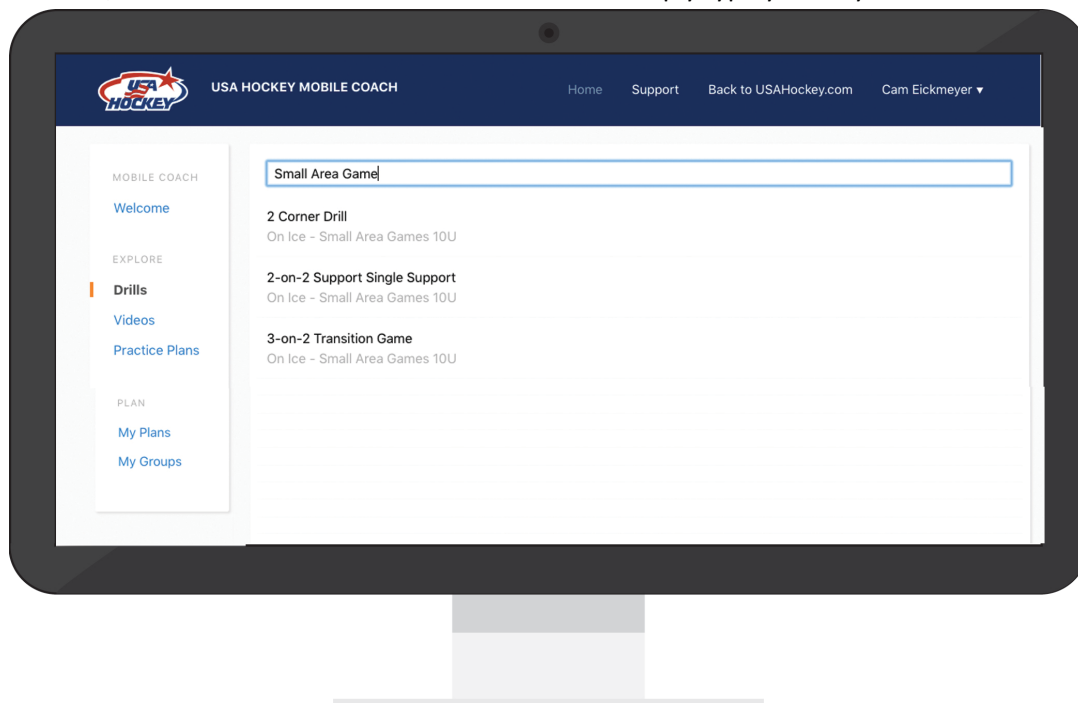 USA HOCKEY
USA HOCKEY MOBILE COACH
Home Support Back to USAHockey.com Cam Eickmeyer ▾
MOBILE COACH
Welcome
EXPLORE
Drills
Videos
Practice Plans
PLAN
My Plans
My Groups
Small Area Game
2 Corner Drill
On Ice - Small Area Games 10U
2-on-2 Support Single Support
On Ice - Small Area Games 10U
3-on-2 Transition Game
On Ice - Small Area Games 10U